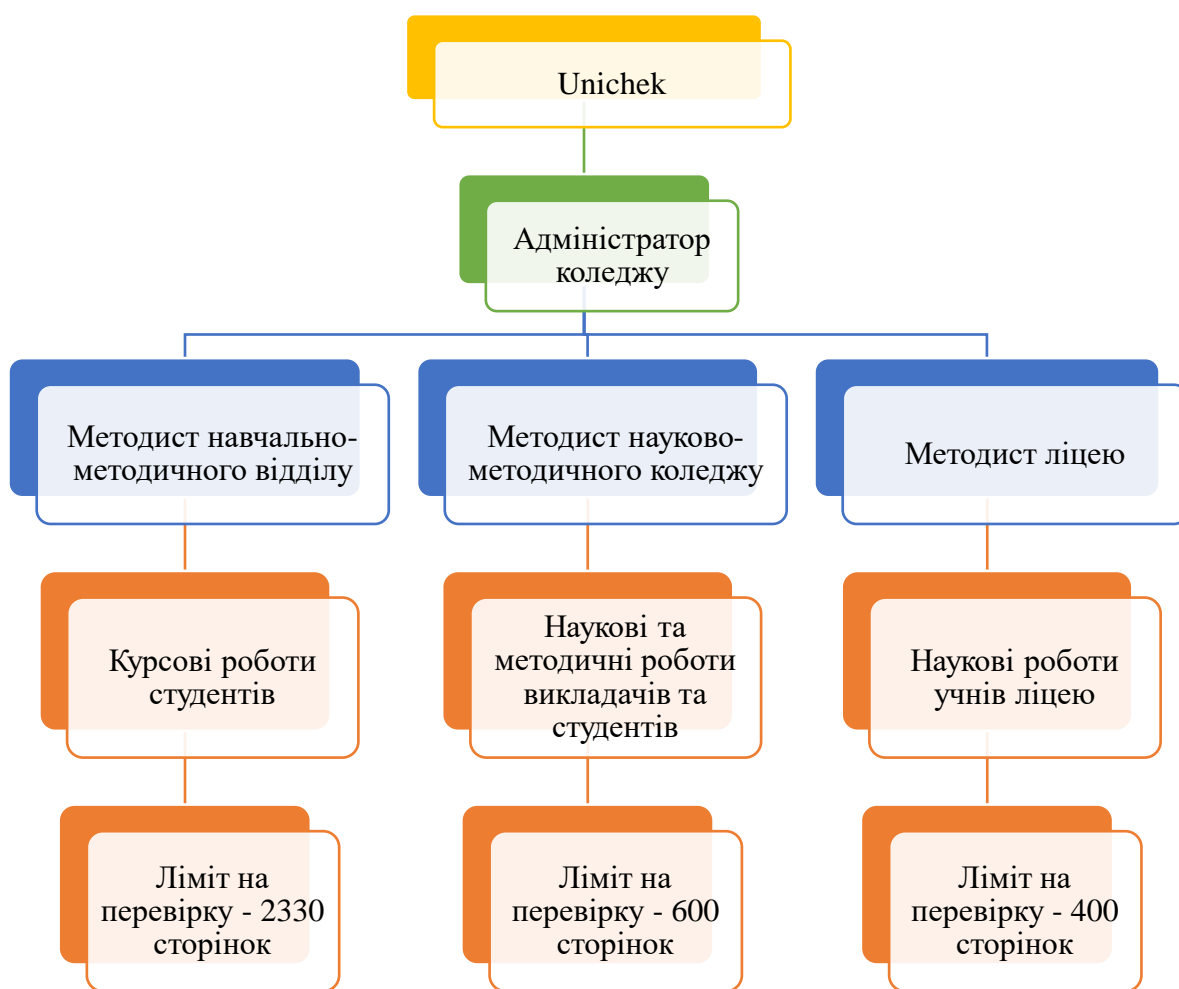 Unichek
Адміністратор
коледжу
Методист навчально-
методичного відділу
Методист науково-
методичного коледжу
Методист ліцею
Курсові роботи
студентів
Наукові та
методичні роботи
викладачів та
студентів
Наукові роботи
учнів ліцею
Ліміт на
перевірку - 2330
сторінок
Ліміт на
перевірку - 600
сторінок
Ліміт на
перевірку - 400
сторінок